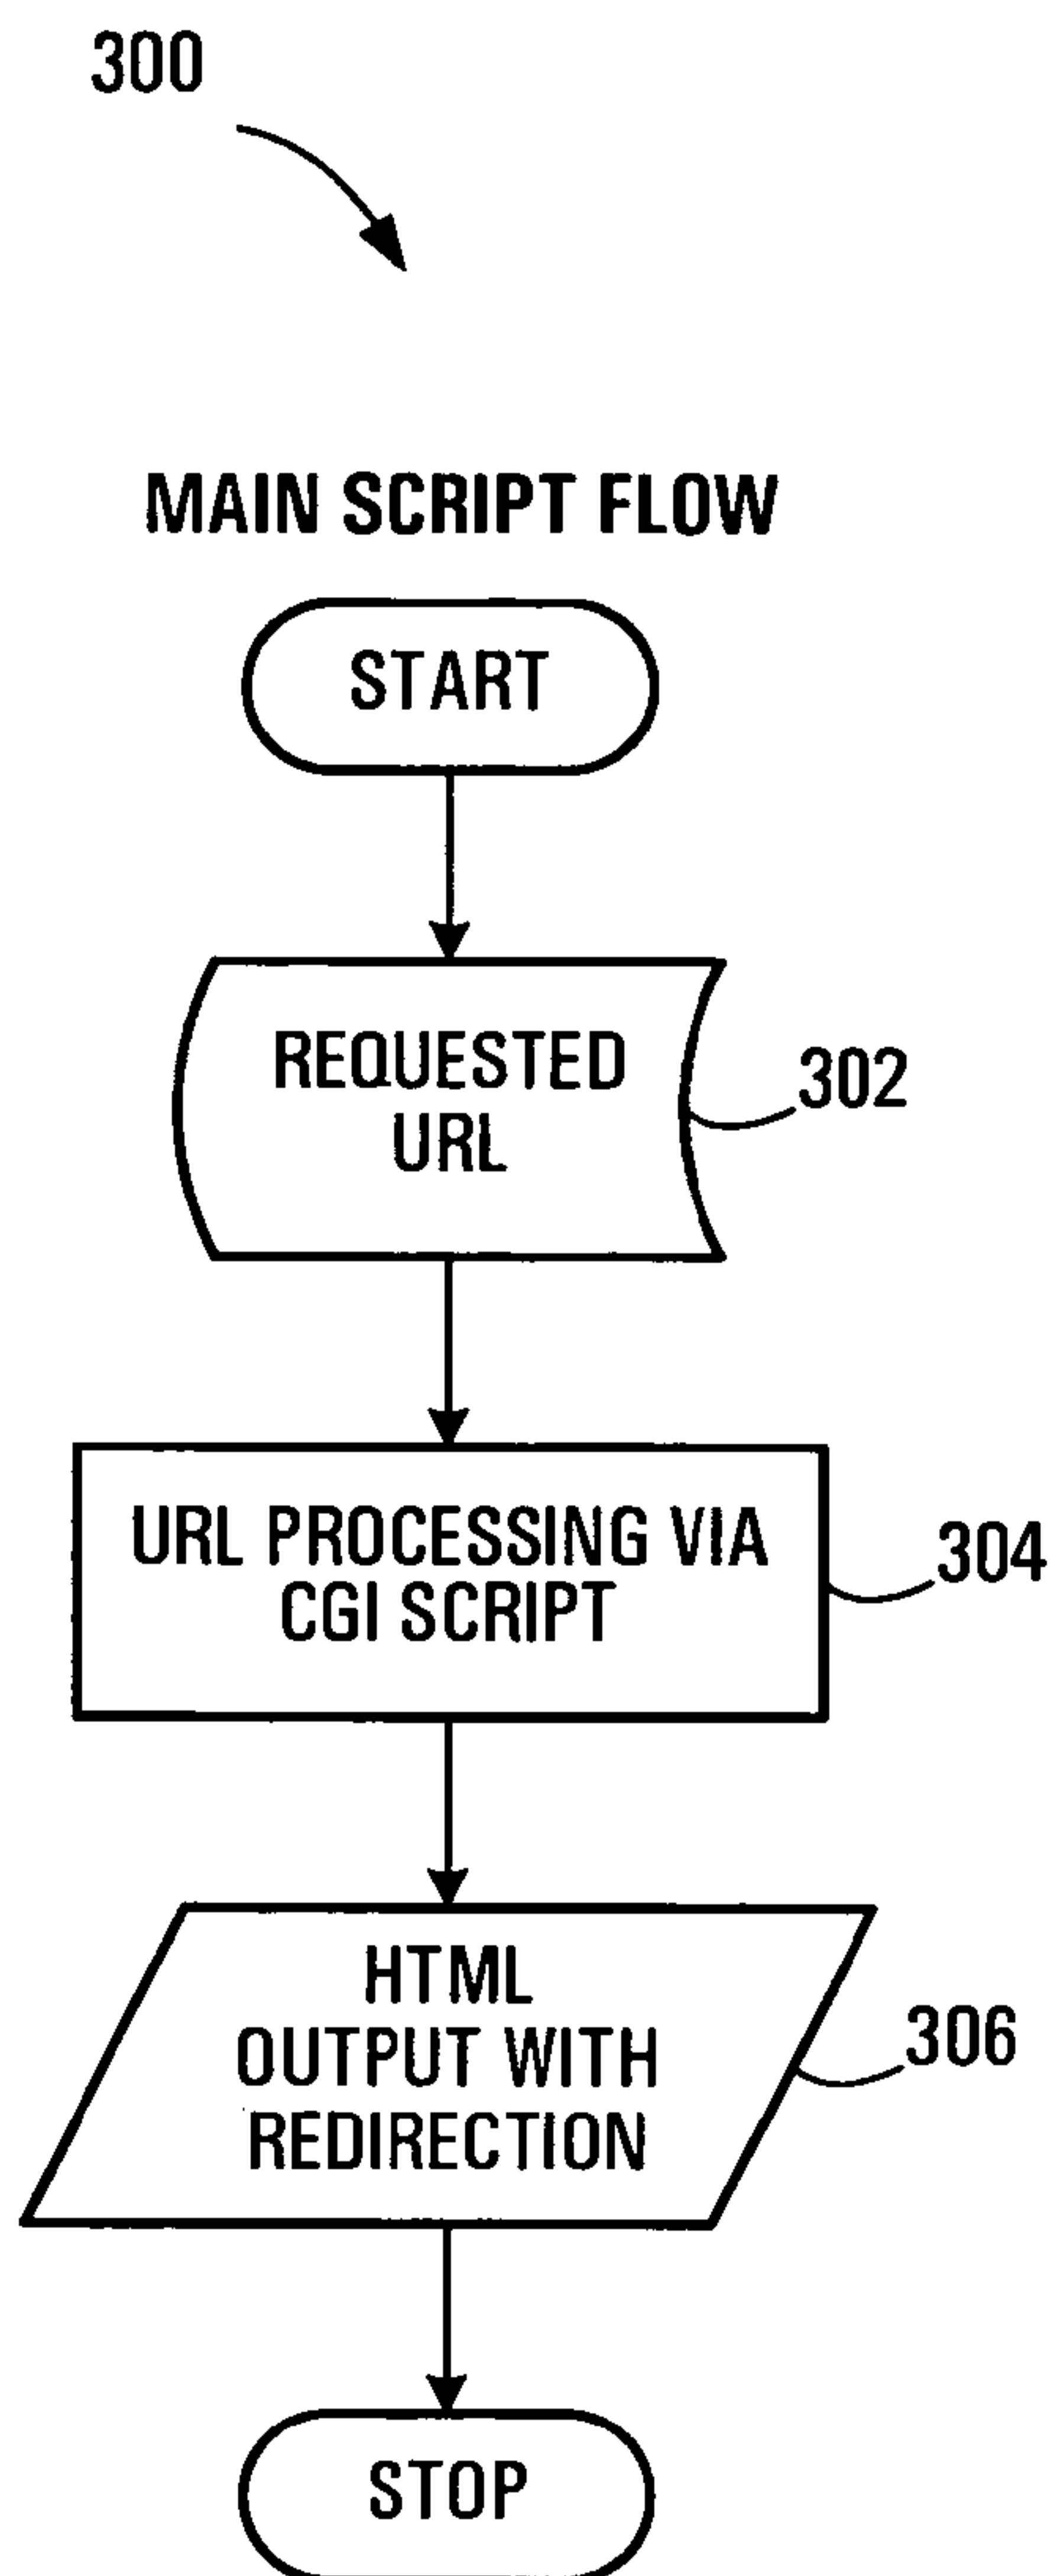 300
MAIN SCRIPT FLOW
START
REQUESTED
URL
302
URL PROCESSING VIA
CGI SCRIPT
304
HTML
OUTPUT WITH
REDIRECTION
306
STOP